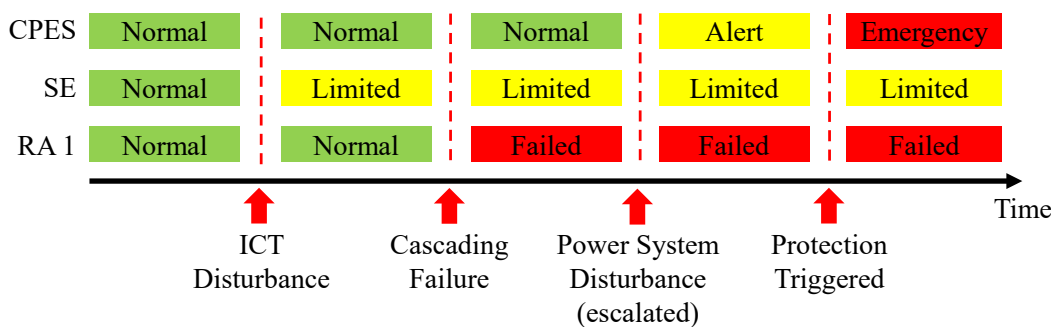 CPES Normal Normal Normal Alert Emergency
SE Normal Limited Limited Limited Limited
RA 1 Normal Normal Failed Failed Failed
Time
ICT
Disturbance
Cascading
Failure
Power System
Disturbance
(escalated)
Protection
Triggered